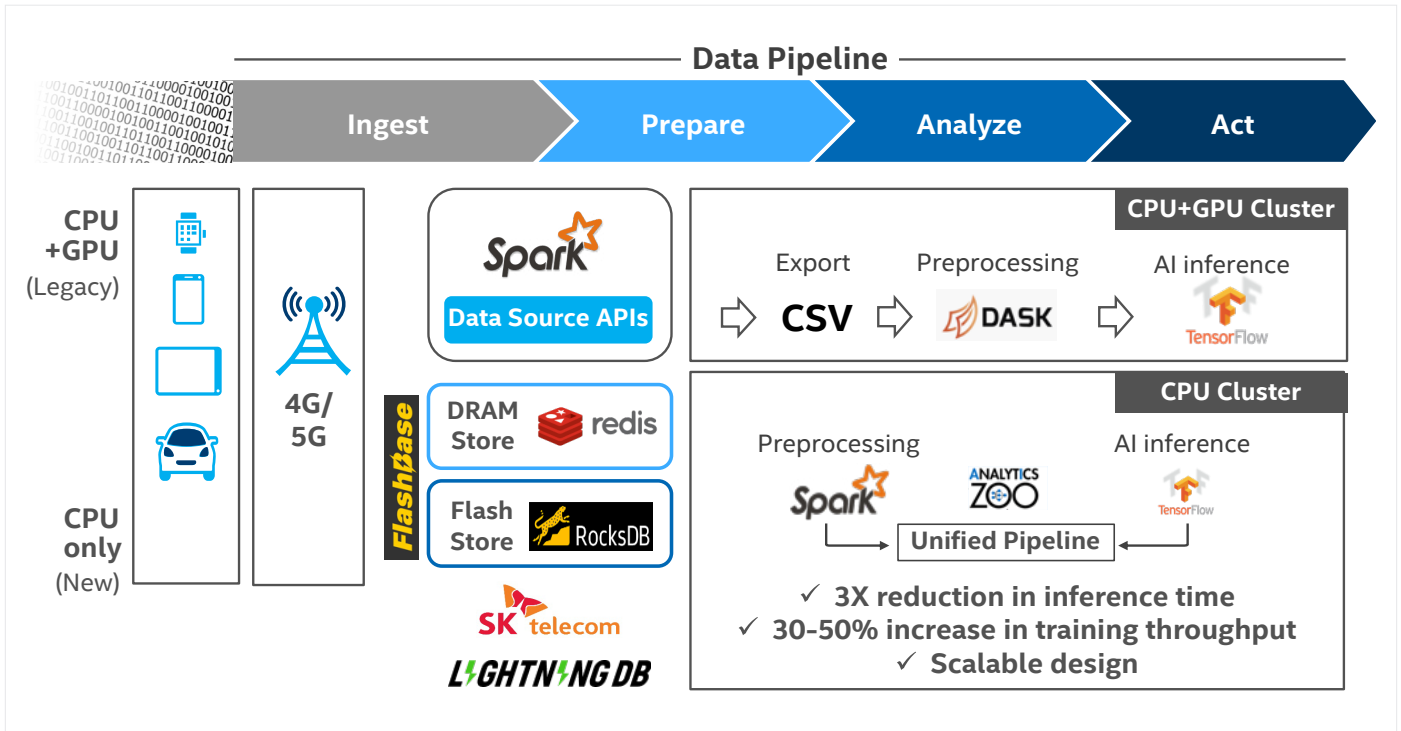 Data Pipeline
Ingest
Prepare
Analyze
Act
CPU
+GPU
(Legacy)
CPU
only
(New)
4G/
5G
Spark
Data Source APIs
FlashBase
DRAM
Store
redis
Flash
Store
RocksDB
SK telecom
LIGHTNING DB
CPU+GPU Cluster
Export
CSV
Preprocessing
DASK
AI inference
TensorFlow
CPU Cluster
Preprocessing
Spark
ANALYTICS
ZOO
AI inference
TensorFlow
Unified Pipeline
✓ 3X reduction in inference time
✓ 30-50% increase in training throughput
✓ Scalable design